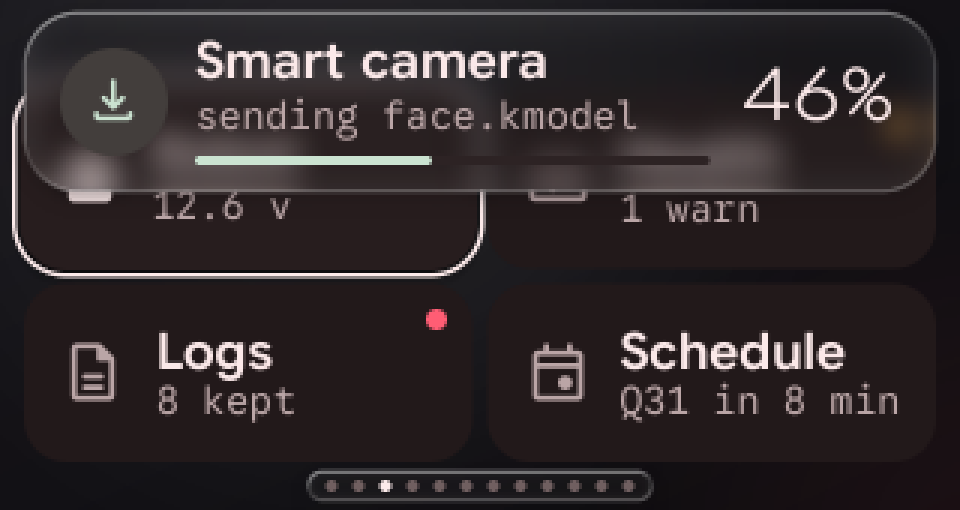 Smart camera
sending face.kmodel
46%
12.6 v
1 warn
Logs
8 kept
Schedule
Q31 in 8 min